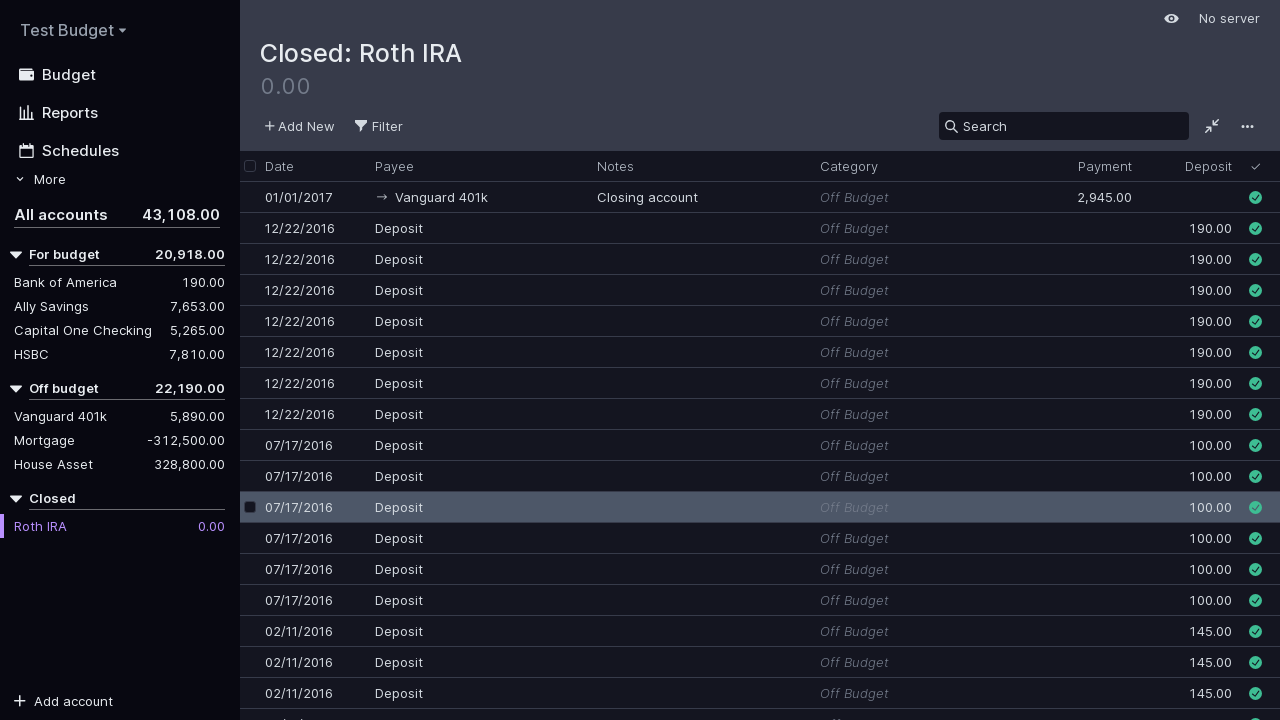 Test Budget
Budget
Reports
Schedules
More
All accounts 43,108.00
For budget 20,918.00
Bank of America 190.00
Ally Savings 7,653.00
Capital One Checking 5,265.00
HSBC 7,810.00
Off budget 22,190.00
Vanguard 401k 5,890.00
Mortgage -312,500.00
House Asset 328,800.00
Closed
Roth IRA 0.00
Add account
No server
Closed: Roth IRA
0.00
Add New Filter Search
Date Payee Notes Category Payment Deposit
01/01/2017 Vanguard 401k Closing account Off Budget 2,945.00
12/22/2016 Deposit Off Budget 190.00
12/22/2016 Deposit Off Budget 190.00
12/22/2016 Deposit Off Budget 190.00
12/22/2016 Deposit Off Budget 190.00
12/22/2016 Deposit Off Budget 190.00
12/22/2016 Deposit Off Budget 190.00
12/22/2016 Deposit Off Budget 190.00
07/17/2016 Deposit Off Budget 100.00
07/17/2016 Deposit Off Budget 100.00
07/17/2016 Deposit Off Budget 100.00
07/17/2016 Deposit Off Budget 100.00
07/17/2016 Deposit Off Budget 100.00
07/17/2016 Deposit Off Budget 100.00
02/11/2016 Deposit Off Budget 145.00
02/11/2016 Deposit Off Budget 145.00
02/11/2016 Deposit Off Budget 145.00